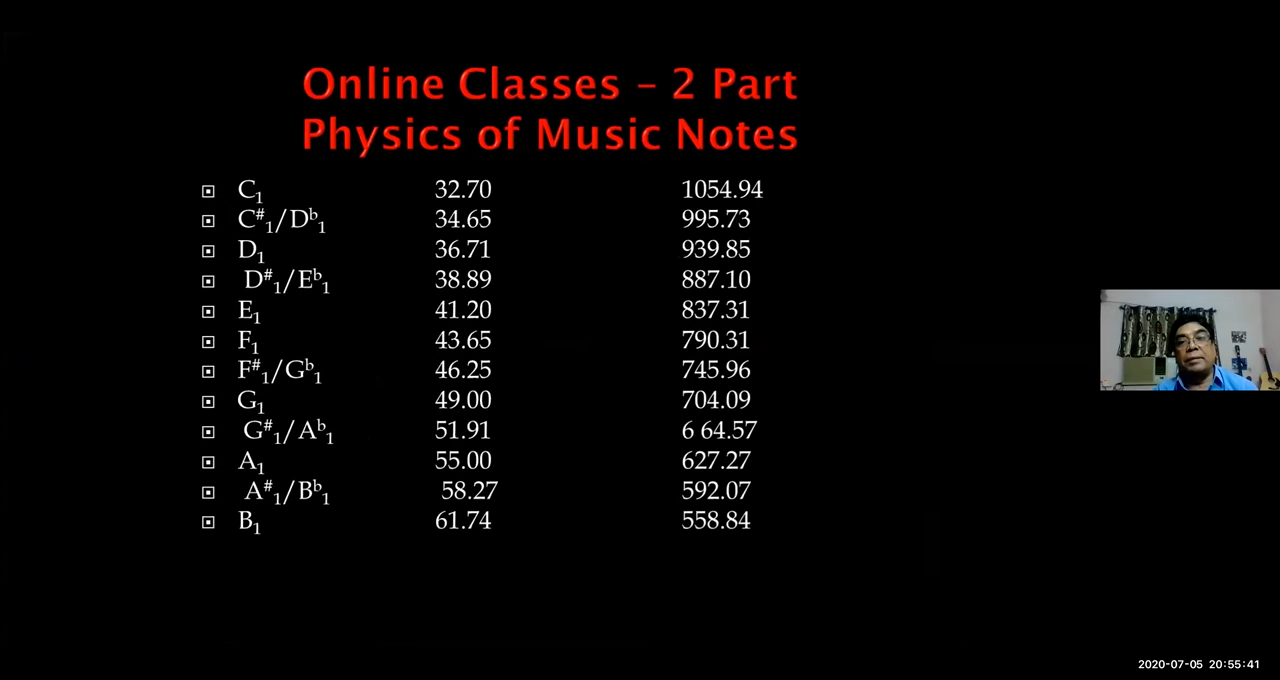 Online Classes – 2 Part
Physics of Music Notes
C₁ 32.70 1054.94
C#₁/Db₁ 34.65 995.73
D₁ 36.71 939.85
D#₁/Eb₁ 38.89 887.10
E₁ 41.20 837.31
F₁ 43.65 790.31
F#₁/Gb₁ 46.25 745.96
G₁ 49.00 704.09
G#₁/Ab₁ 51.91 6 64.57
A₁ 55.00 627.27
A#₁/Bb₁ 58.27 592.07
B₁ 61.74 558.84
2020-07-05 20:55:41